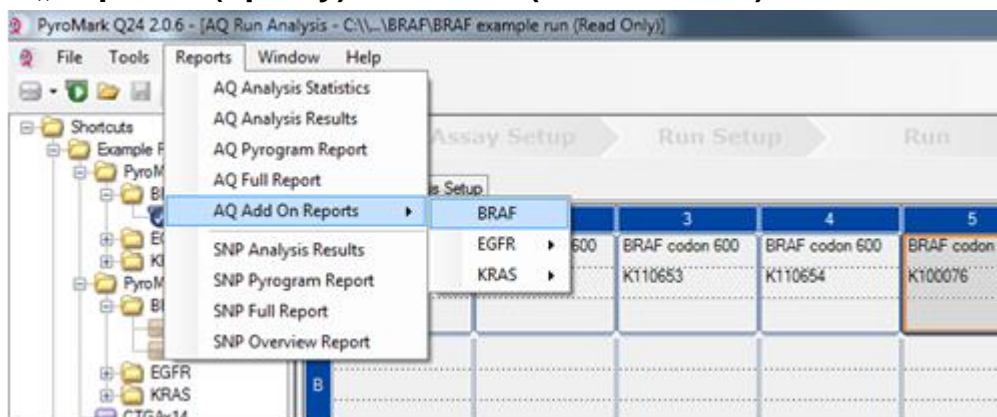 PyroMark Q24 2.0.6 - [AQ Run Analysis - C:\\...\BRAF\BRAF example run (Read Only)]
File Tools Reports Window Help
AQ Analysis Statistics
AQ Analysis Results
AQ Pyrogram Report
AQ Full Report
AQ Add On Reports
SNP Analysis Results
SNP Pyrogram Report
SNP Full Report
SNP Overview Report
BRAF
EGFR
KRAS
Shortcuts
Example F
PyroM
B
E
K
PyroM
B
EGFR
KRAS
CTGAx14
Assay Setup Run Setup Run
s Setup
3 4 5
600 BRAF codon 600 BRAF codon 600 BRAF codon
K110653 K110654 K100076
B